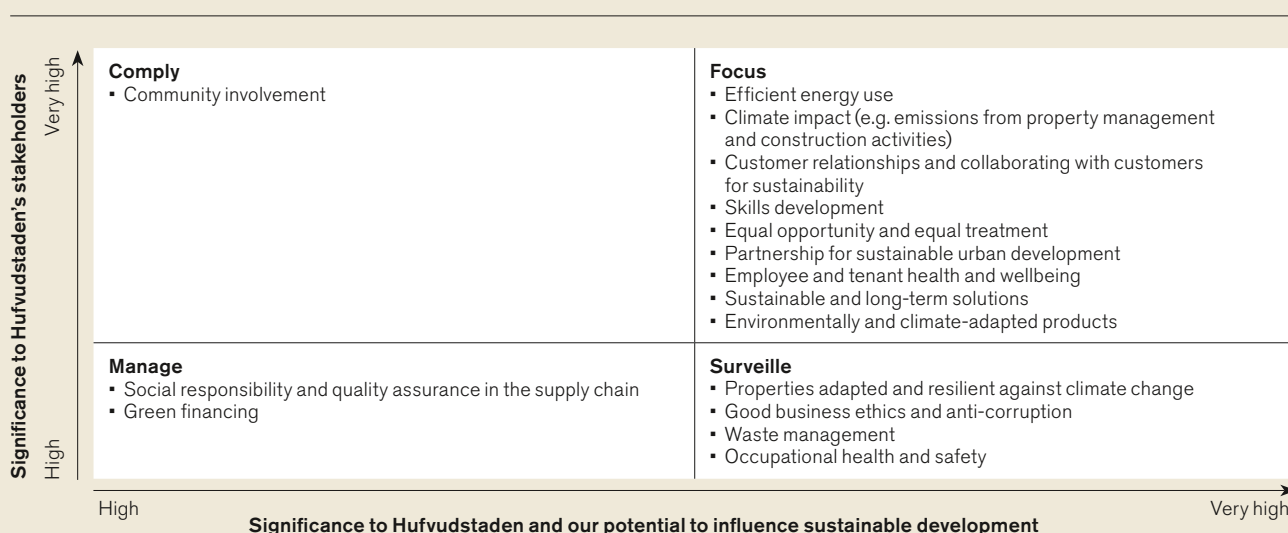 Significance to Hufvudstaden's stakeholders
Very high
High
Comply
▪ Community involvement
Focus
▪ Efficient energy use
▪ Climate impact (e.g. emissions from property management
and construction activities)
▪ Customer relationships and collaborating with customers
for sustainability
▪ Skills development
▪ Equal opportunity and equal treatment
▪ Partnership for sustainable urban development
▪ Employee and tenant health and wellbeing
▪ Sustainable and long-term solutions
▪ Environmentally and climate-adapted products
Manage
▪ Social responsibility and quality assurance in the supply chain
▪ Green financing
Surveille
▪ Properties adapted and resilient against climate change
▪ Good business ethics and anti-corruption
▪ Waste management
▪ Occupational health and safety
High
Very high
Significance to Hufvudstaden and our potential to influence sustainable development